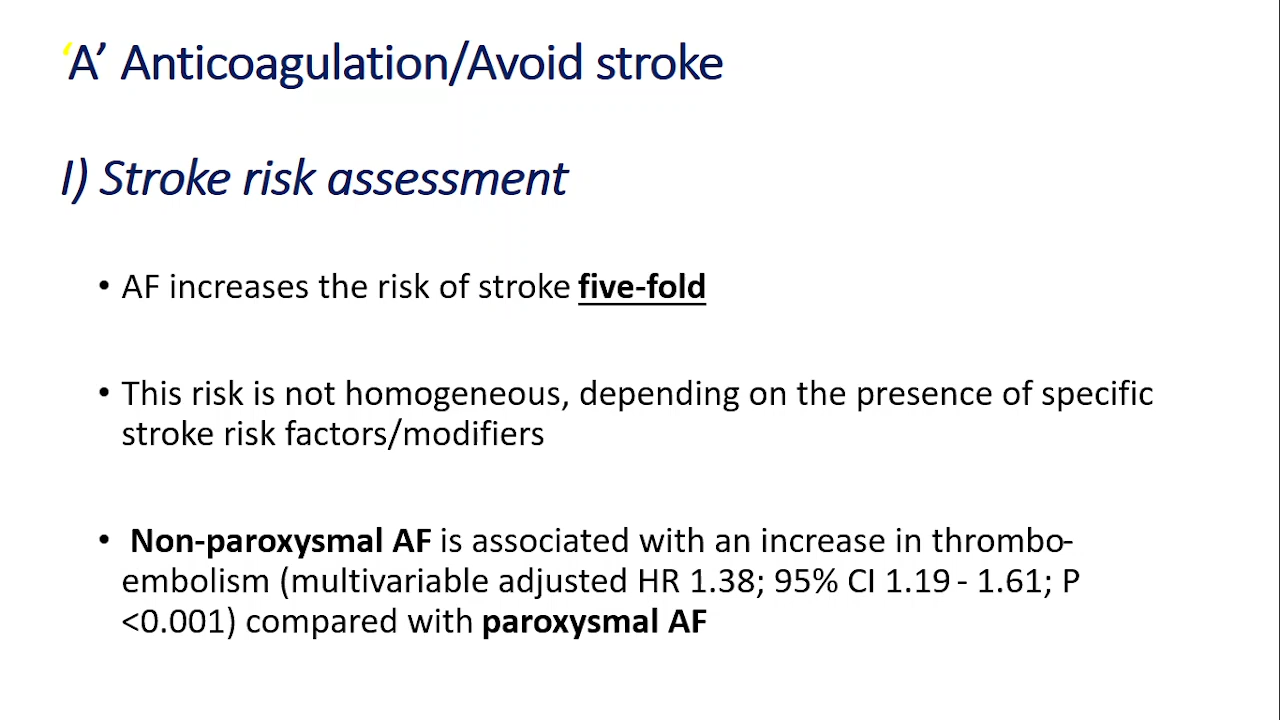 ‘A’ Anticoagulation/Avoid stroke
I) Stroke risk assessment
• AF increases the risk of stroke five-fold
• This risk is not homogeneous, depending on the presence of specific
stroke risk factors/modifiers
• Non-paroxysmal AF is associated with an increase in thrombo-
embolism (multivariable adjusted HR 1.38; 95% CI 1.19 - 1.61; P
<0.001) compared with paroxysmal AF